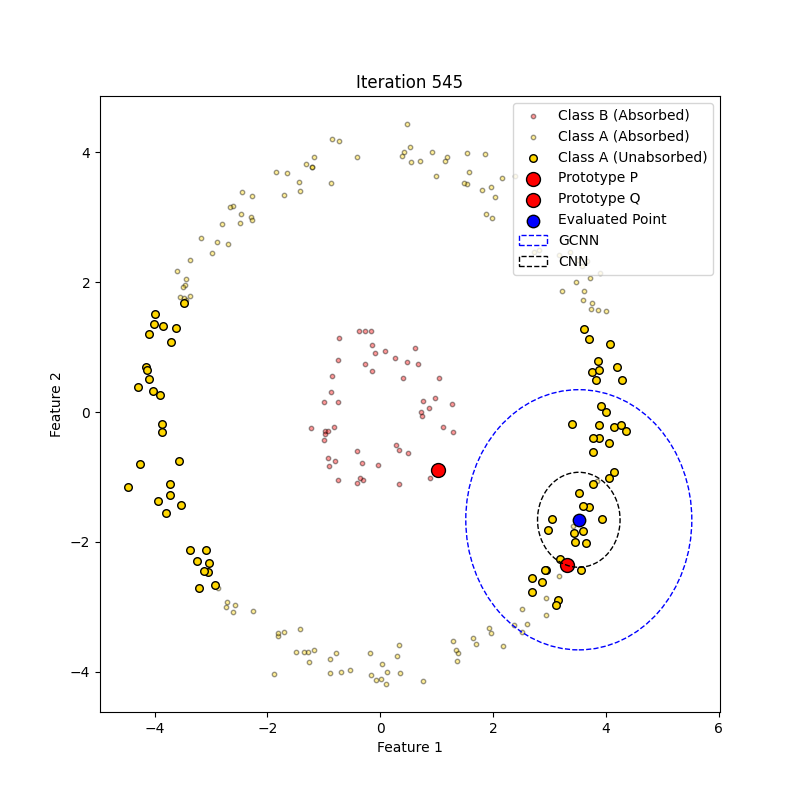 Iteration 545
Class B (Absorbed)
Class A (Absorbed)
Class A (Unabsorbed)
Prototype P
Prototype Q
Evaluated Point
GCNN
CNN
Feature 2
4
2
0
−2
−4
−4
−2
0
2
4
6
Feature 1